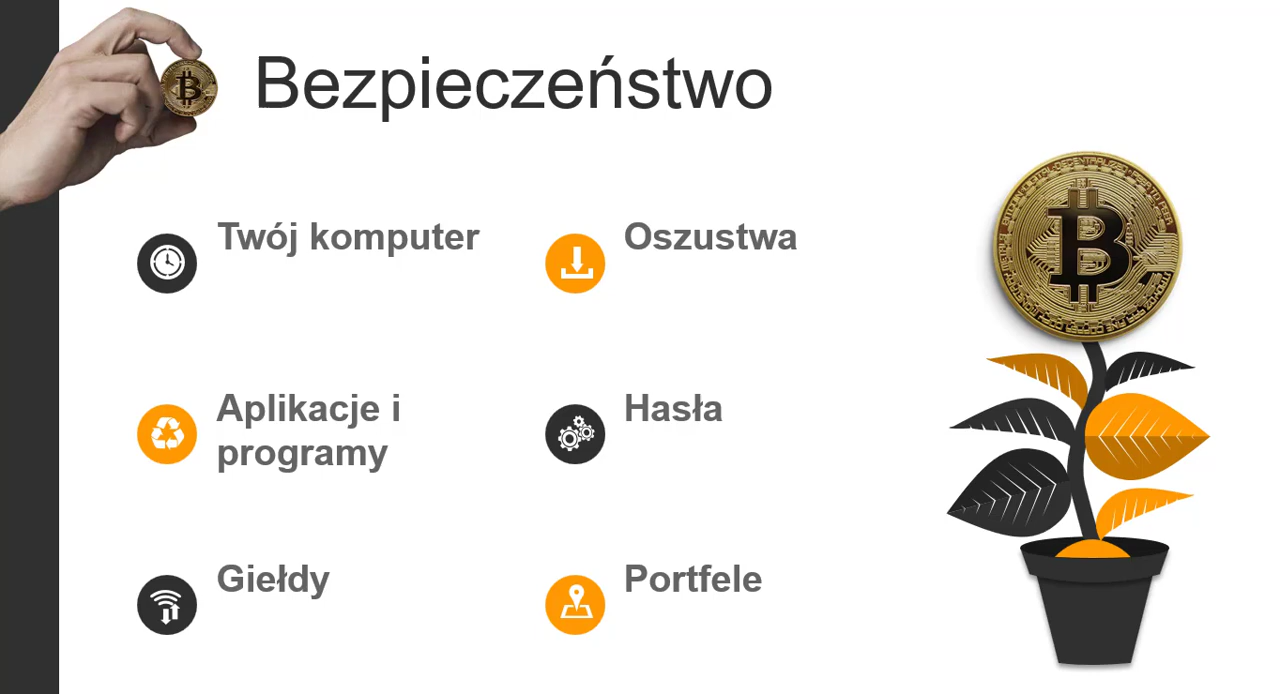 Bezpieczeństwo
Twój komputer
Oszustwa
Aplikacje i
programy
Hasła
Giełdy
Portfele